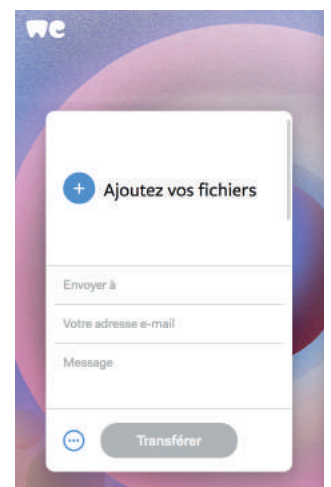 we
Ajoutez vos fichiers
Envoyer à
Votre adresse e-mail
Message
Transférer